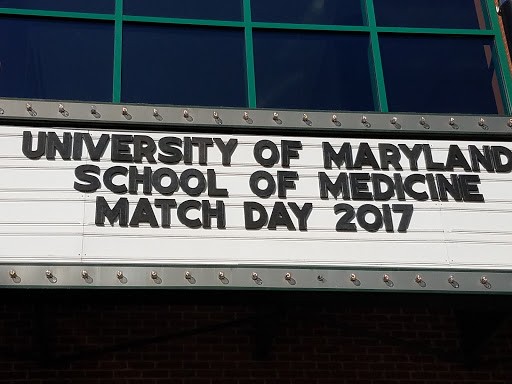 UNIVERSITY OF MARYLAND
SCHOOL OF MEDICINE
MATCH DAY 2017